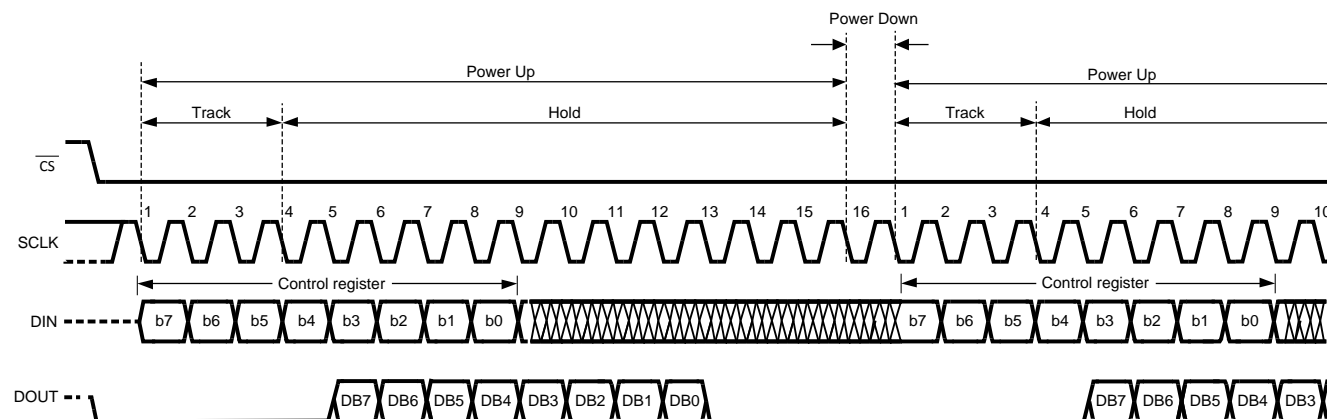 Power Down
Power Up
Power Up
Track
Hold
Track
Hold
CS
1 2 3 4 5 6 7 8 9 10 11 12 13 14 15 16 1 2 3 4 5 6 7 8 9 10
SCLK
Control register
Control register
DIN
b7 b6 b5 b4 b3 b2 b1 b0 b7 b6 b5 b4 b3 b2 b1 b0
DOUT
DB7 DB6 DB5 DB4 DB3 DB2 DB1 DB0 DB7 DB6 DB5 DB4 DB3